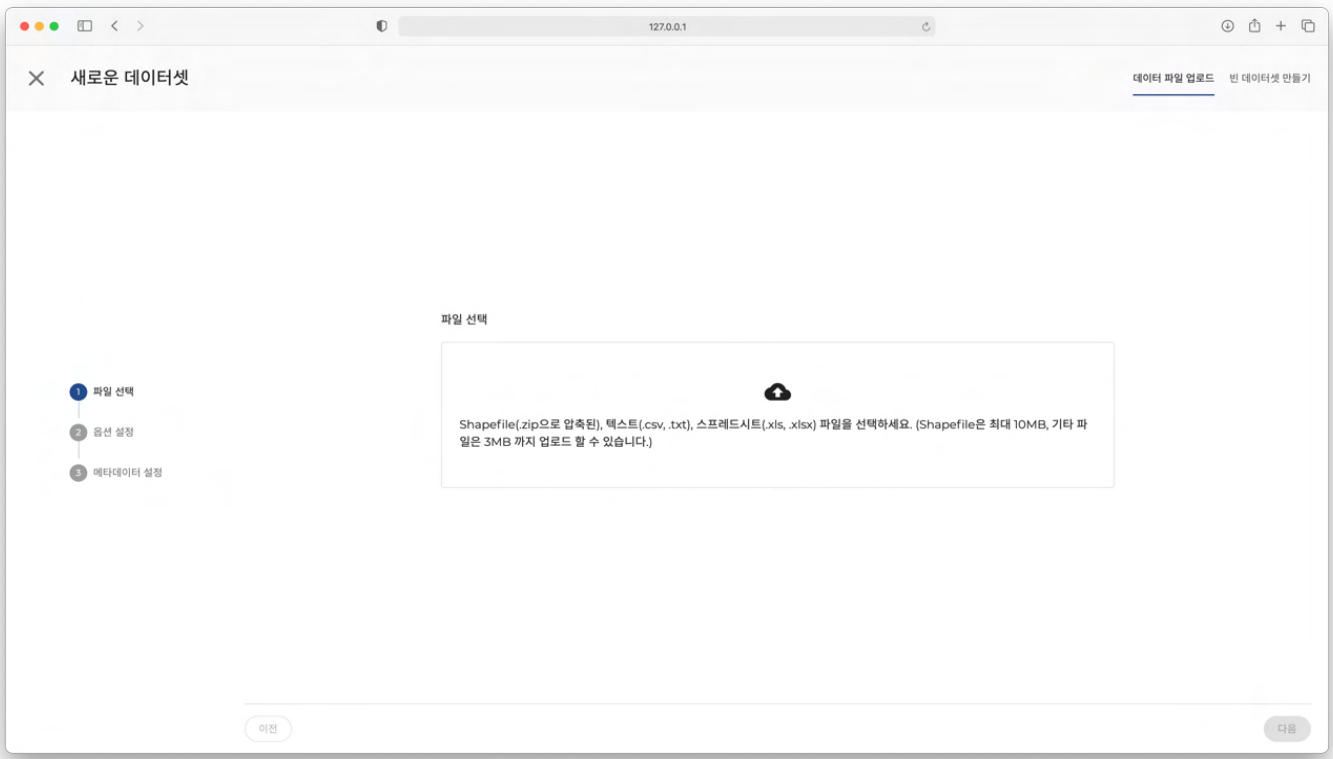 127.0.0.1
새로운 데이터셋
데이터 파일 업로드
빈 데이터셋 만들기
파일 선택
Shapefile(.zip으로 압축된), 텍스트(.csv, .txt), 스프레드시트(.xls, .xlsx) 파일을 선택하세요. (Shapefile은 최대 10MB, 기타 파
일은 3MB 까지 업로드 할 수 있습니다.)
1 파일 선택
2 옵션 설정
3 메타데이터 설정
이전
다음